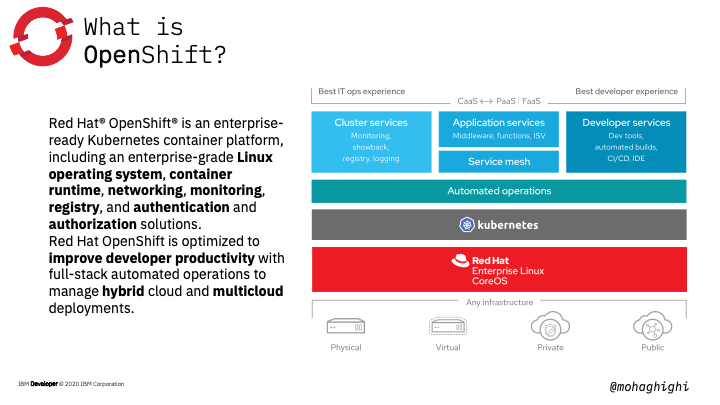 What is
OpenShift?
Red Hat® OpenShift® is an enterprise-
ready Kubernetes container platform,
including an enterprise-grade Linux
operating system, container
runtime, networking, monitoring,
registry, and authentication and
authorization solutions.
Red Hat OpenShift is optimized to
improve developer productivity with
full-stack automated operations to
manage hybrid cloud and multicloud
deployments.
Best IT ops experience
Best developer experience
CaaS ⟷ PaaS | FaaS
Cluster services
Monitoring,
showback,
registry, logging
Application services
Middleware, functions, ISV
Service mesh
Developer services
Dev tools,
automated builds,
CI/CD, IDE
Automated operations
kubernetes
Red Hat
Enterprise Linux
CoreOS
Any infrastructure
Physical
Virtual
Private
Public
IBM Developer © 2020 IBM Corporation
@mohaghighi